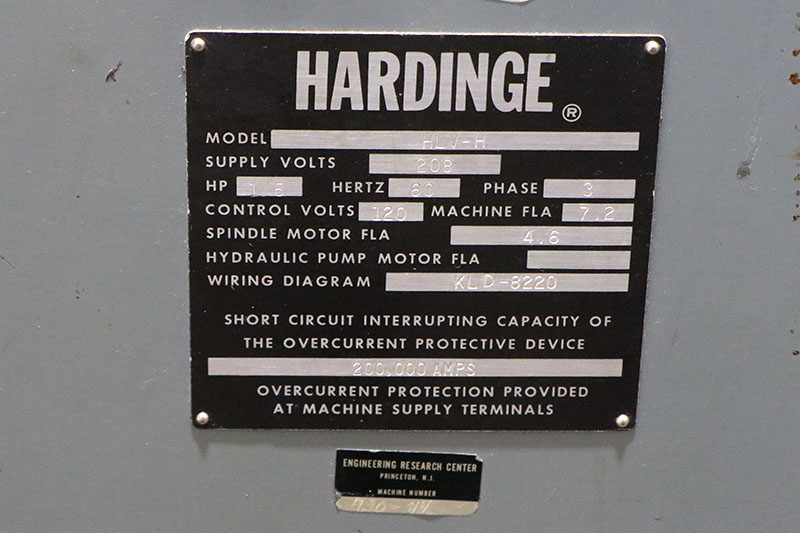 HARDINGE ®
MODEL HLV-H
SUPPLY VOLTS 208
HP 1.5 HERTZ 60 PHASE 3
CONTROL VOLTS 120 MACHINE FLA 7.2
SPINDLE MOTOR FLA 4.6
HYDRAULIC PUMP MOTOR FLA
WIRING DIAGRAM KLD-8220
SHORT CIRCUIT INTERRUPTING CAPACITY OF
THE OVERCURRENT PROTECTIVE DEVICE
200,000 AMPS
OVERCURRENT PROTECTION PROVIDED
AT MACHINE SUPPLY TERMINALS
ENGINEERING RESEARCH CENTER
PRINCETON, N.J.
MACHINE NUMBER